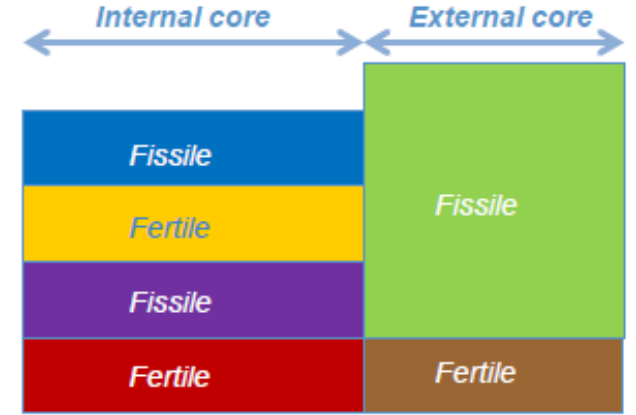 Internal core
External core
Fissile
Fertile
Fissile
Fertile
Fissile
Fertile